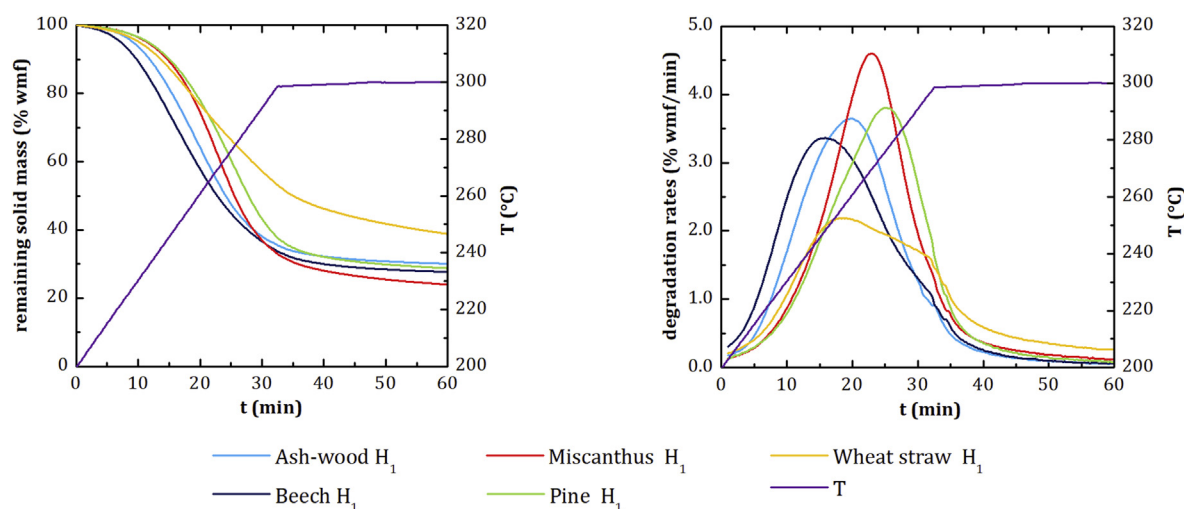 remaining solid mass (% wmf)
100
80
60
40
20
0
0 10 20 30 40 50 60
t (min)
320
300
280
260
240
220
200
T (°C)
degradation rates (% wmf/min)
5.0
4.0
3.0
2.0
1.0
0.0
0 10 20 30 40 50 60
t (min)
320
300
280
260
240
220
200
T (°C)
Ash-wood H₁ Miscanthus H₁ Wheat straw H₁
Beech H₁ Pine H₁ T